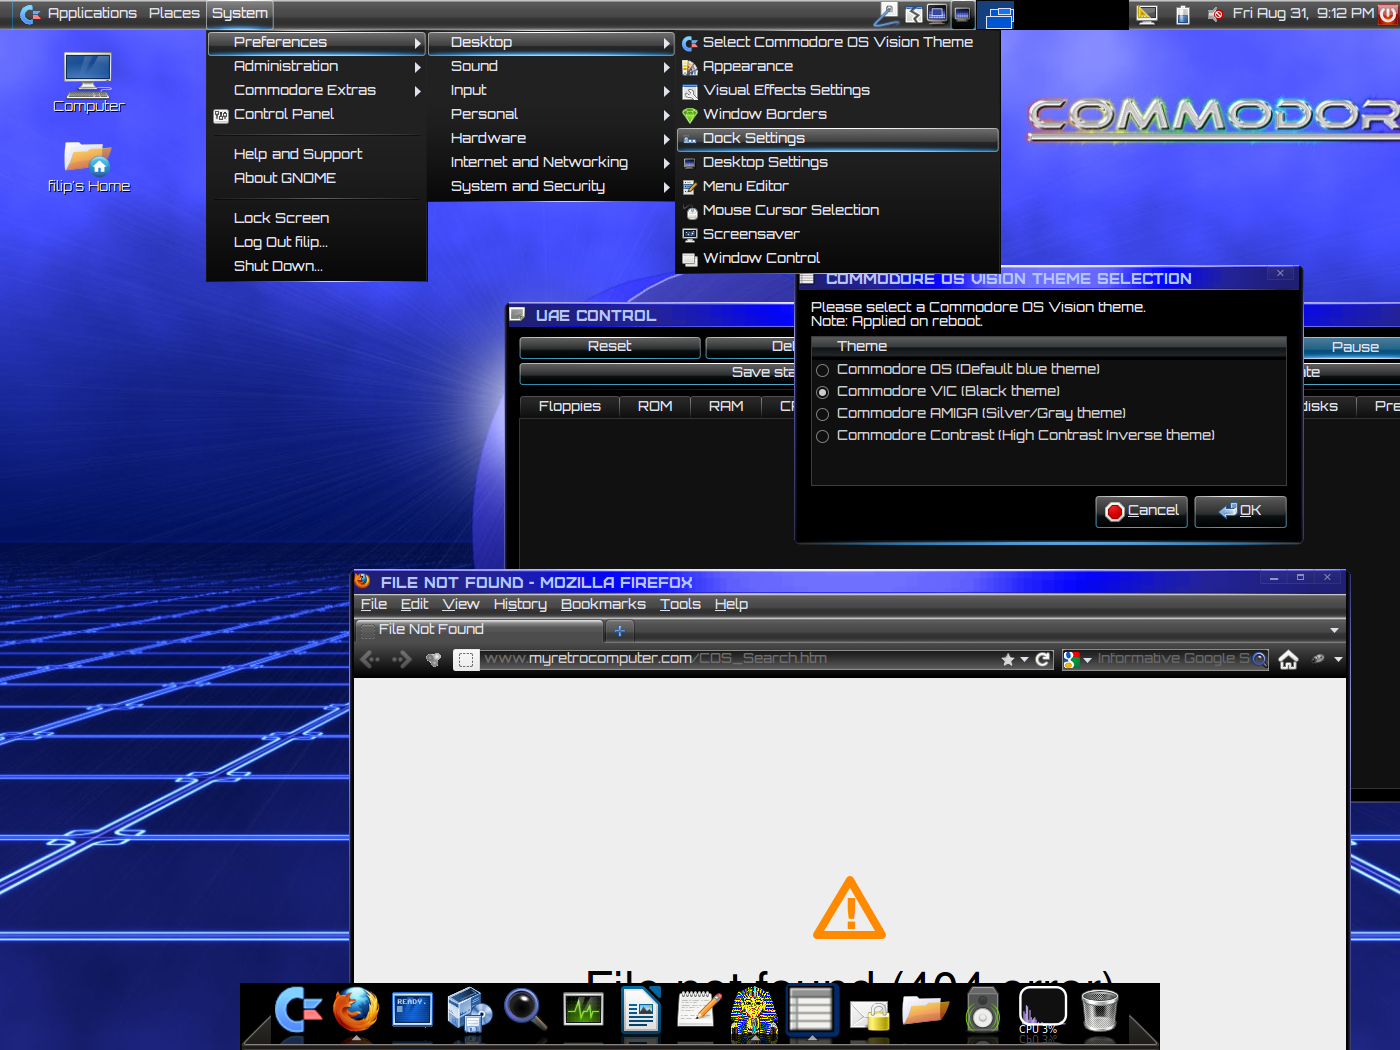 Applications Places System
Fri Aug 31, 9:12 PM
Computer
filip's Home
Preferences
Administration
Commodore Extras
Control Panel
Help and Support
About GNOME
Lock Screen
Log Out filip...
Shut Down...
Desktop
Sound
Input
Personal
Hardware
Internet and Networking
System and Security
Select Commodore OS Vision Theme
Appearance
Visual Effects Settings
Window Borders
Dock Settings
Desktop Settings
Menu Editor
Mouse Cursor Selection
Screensaver
Window Control
COMMODOR
COMMODORE OS VISION THEME SELECTION
Please select a Commodore OS Vision theme.
Note: Applied on reboot.
Theme
Commodore OS (Default blue theme)
Commodore VIC (Black theme)
Commodore AMIGA (Silver/Gray theme)
Commodore Contrast (High Contrast Inverse theme)
Cancel OK
UAE CONTROL
Reset Del Pause
Save sta te
Floppies ROM RAM CP disks Pre
FILE NOT FOUND - MOZILLA FIREFOX
File Edit View History Bookmarks Tools Help
File Not Found
www.myretrocomputer.com/COS_Search.htm
Informative Google S
File not found (404 error)
READY.
CPU 3%